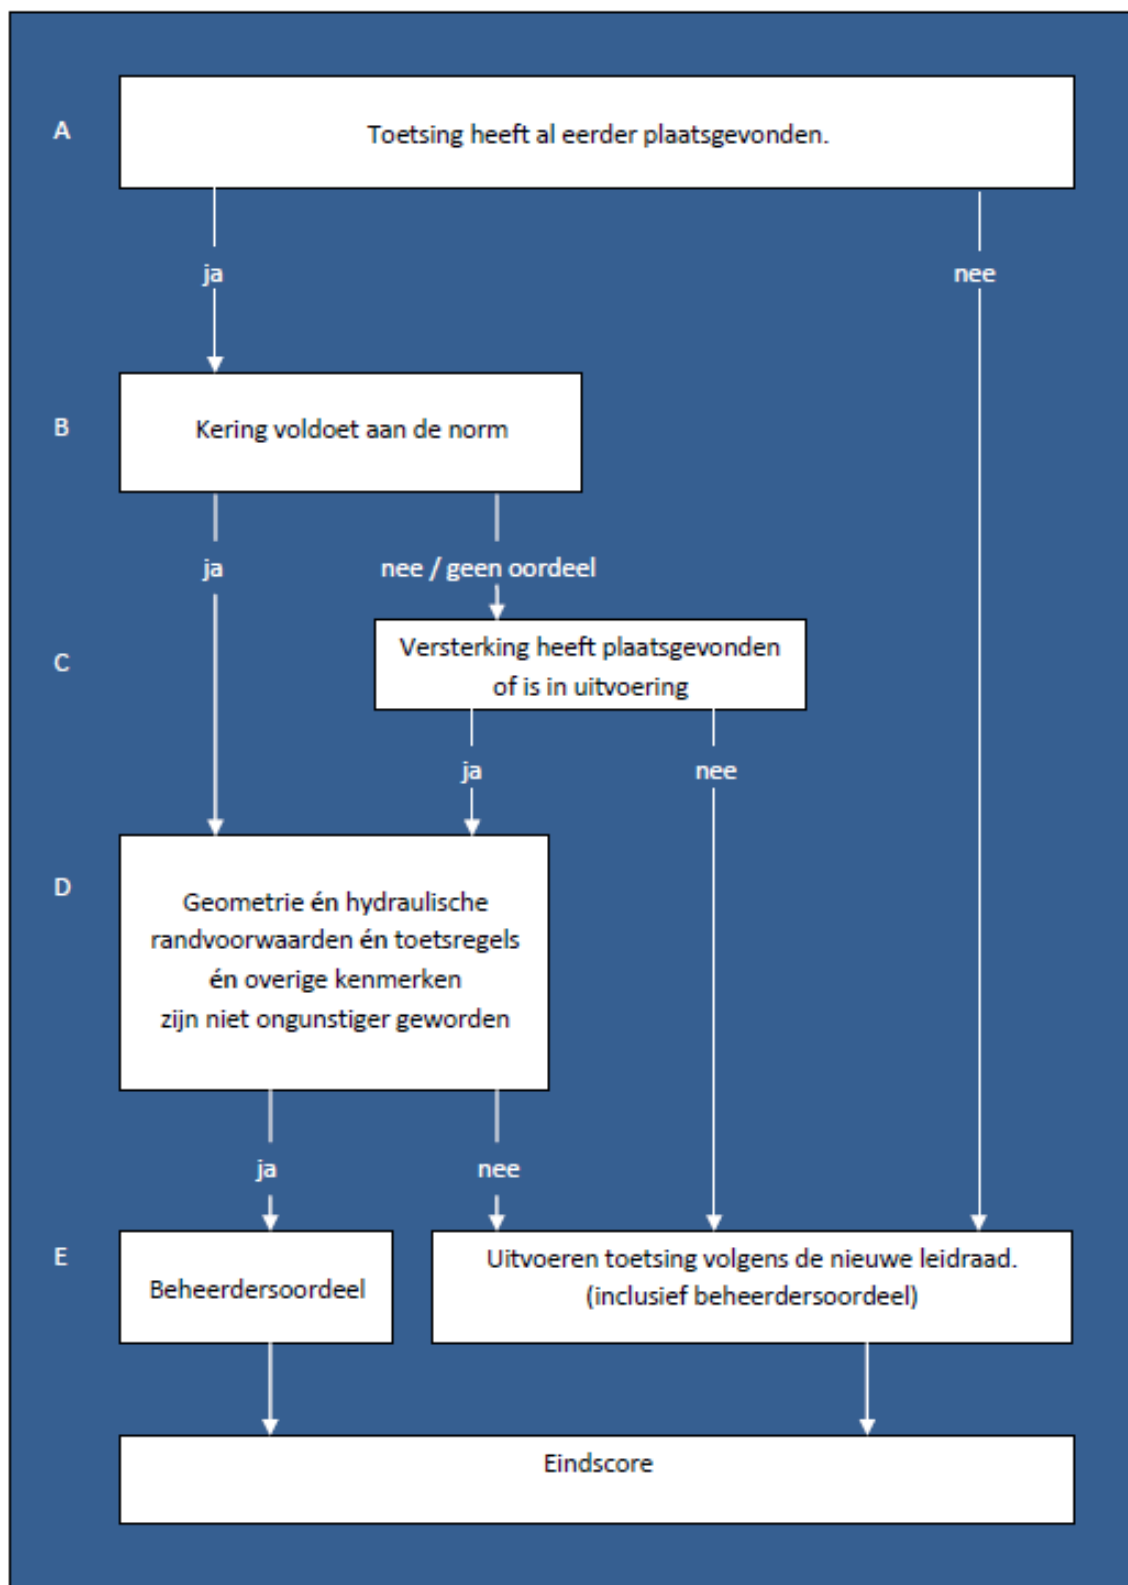 A
Toetsing heeft al eerder plaatsgevonden.
ja
nee
B
Kering voldoet aan de norm
ja
nee / geen oordeel
C
Versterking heeft plaatsgevonden
of is in uitvoering
ja
nee
D
Geometrie én hydraulische
randvoorwaarden én toetsregels
én overige kenmerken
zijn niet ongunstiger geworden
ja
nee
E
Beheerdersoordeel
Uitvoeren toetsing volgens de nieuwe leidraad.
(inclusief beheerdersoordeel)
Eindscore